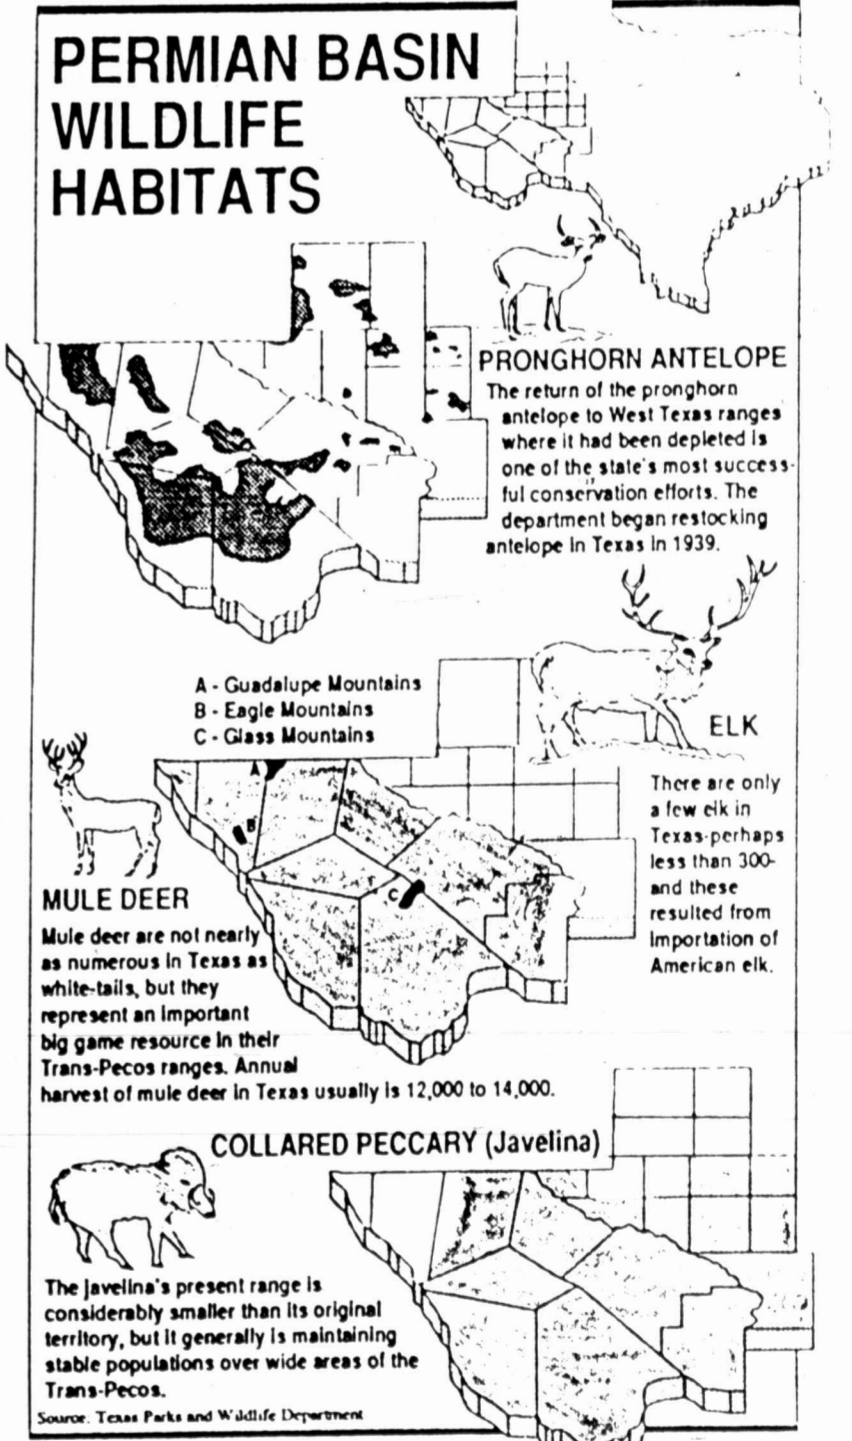 PERMIAN BASIN
WILDLIFE
HABITATS
PRONGHORN ANTELOPE
The return of the pronghorn
antelope to West Texas ranges
where it had been depleted is
one of the state's most success-
ful conservation efforts. The
department began restocking
antelope in Texas in 1939.
A - Guadalupe Mountains
B - Eagle Mountains
C - Glass Mountains
ELK
There are only
a few elk in
Texas-perhaps
less than 300-
and these
resulted from
importation of
American elk.
A
B
C
MULE DEER
Mule deer are not nearly
as numerous in Texas as
white-tails, but they
represent an important
big game resource in their
Trans-Pecos ranges. Annual
harvest of mule deer in Texas usually is 12,000 to 14,000.
COLLARED PECCARY (Javelina)
The javelina's present range is
considerably smaller than its original
territory, but it generally is maintaining
stable populations over wide areas of the
Trans-Pecos.
Source: Texas Parks and Wildlife Department